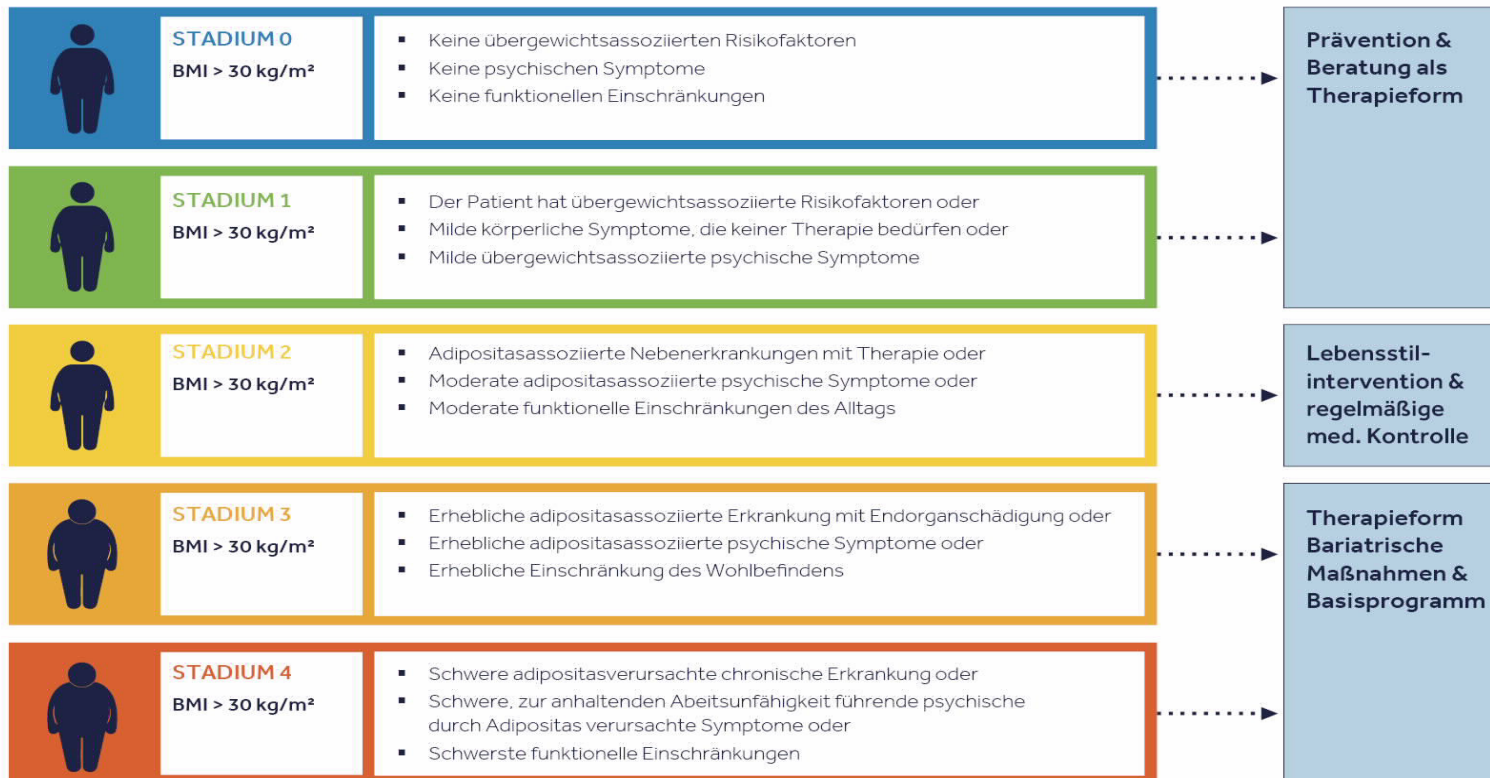 STADIUM 0
BMI > 30 kg/m²
▪ Keine übergewichtsassoziierten Risikofaktoren
▪ Keine psychischen Symptome
▪ Keine funktionellen Einschränkungen
Prävention &
Beratung als
Therapieform
STADIUM 1
BMI > 30 kg/m²
▪ Der Patient hat übergewichtsassoziierte Risikofaktoren oder
▪ Milde körperliche Symptome, die keiner Therapie bedürfen oder
▪ Milde übergewichtsassoziierte psychische Symptome
STADIUM 2
BMI > 30 kg/m²
▪ Adipositasassoziierte Nebenerkrankungen mit Therapie oder
▪ Moderate adipositasassoziierte psychische Symptome oder
▪ Moderate funktionelle Einschränkungen des Alltags
Lebensstil-
intervention &
regelmäßige
med. Kontrolle
STADIUM 3
BMI > 30 kg/m²
▪ Erhebliche adipositasassoziierte Erkrankung mit Endorganschädigung oder
▪ Erhebliche adipositasassoziierte psychische Symptome oder
▪ Erhebliche Einschränkung des Wohlbefindens
Therapieform
Bariatrische
Maßnahmen &
Basisprogramm
STADIUM 4
BMI > 30 kg/m²
▪ Schwere adipositasverursachte chronische Erkrankung oder
▪ Schwere, zur anhaltenden Abeitsunfähigkeit führende psychische
durch Adipositas verursachte Symptome oder
▪ Schwerste funktionelle Einschränkungen